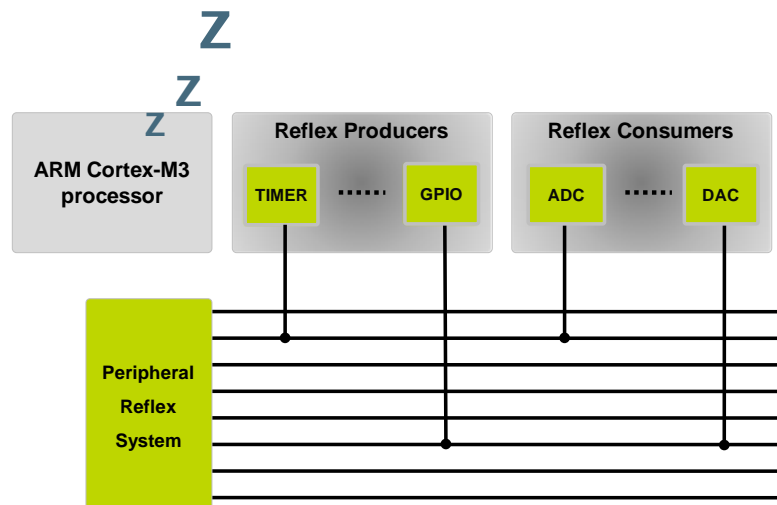 Z
Z
Z
ARM Cortex-M3
processor
Reflex Producers
TIMER
GPIO
Reflex Consumers
ADC
DAC
Peripheral
Reflex
System